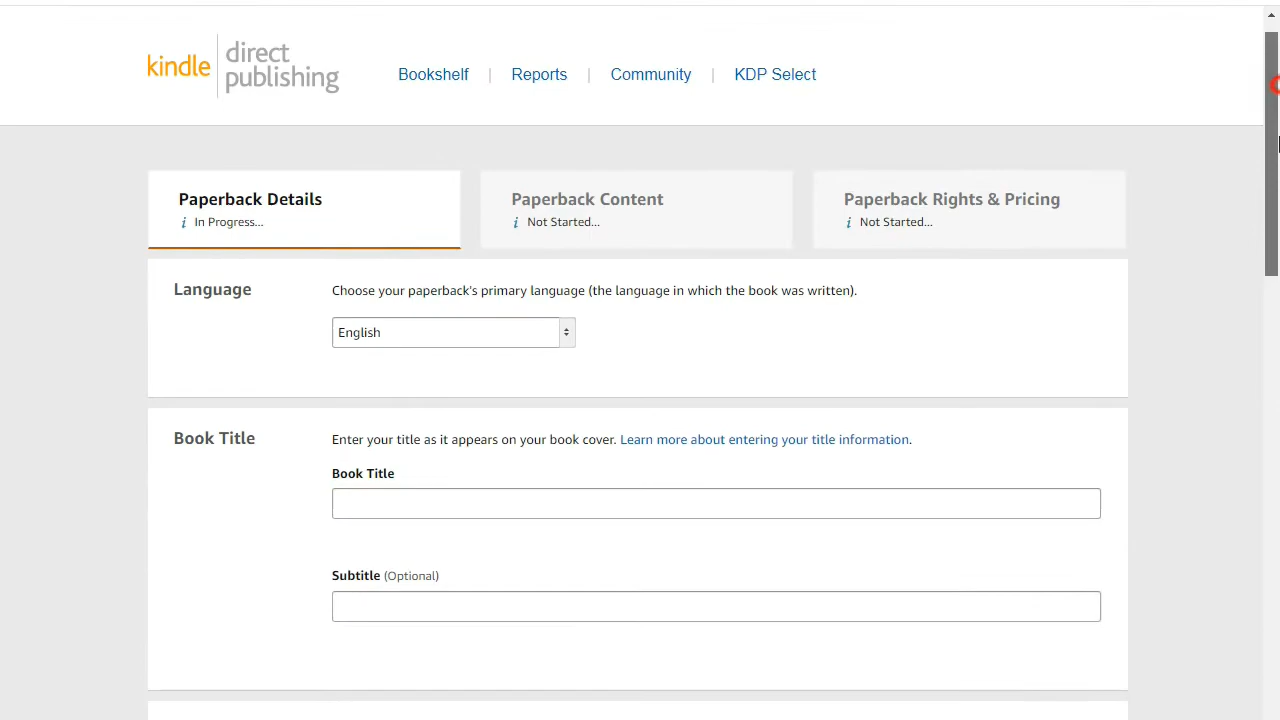 kindle direct publishing
Bookshelf | Reports | Community | KDP Select
Paperback Details
i In Progress...
Paperback Content
i Not Started...
Paperback Rights & Pricing
i Not Started...
Language
Choose your paperback's primary language (the language in which the book was written).
English
Book Title
Enter your title as it appears on your book cover. Learn more about entering your title information.
Book Title
Subtitle (Optional)